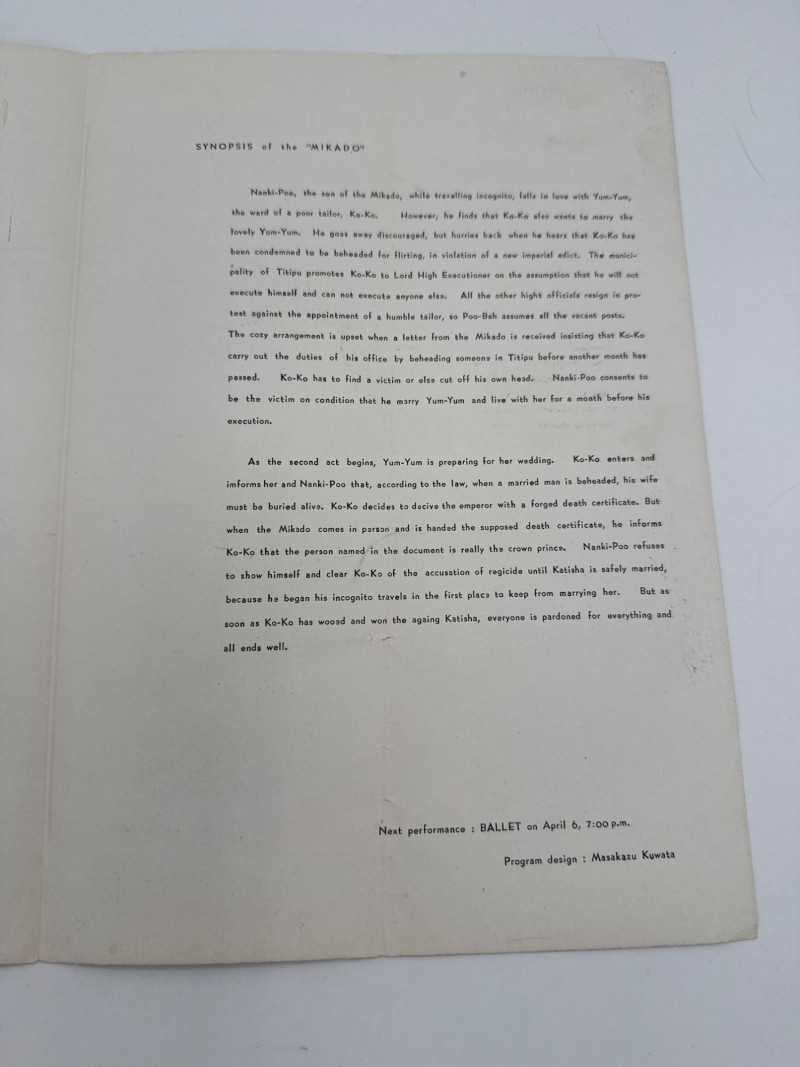 SYNOPSIS of the "MIKADO"
Nanki-Poo, the son of the Mikado, while travelling incognito, falls in love with Yum-Yum,
the ward of a poor tailor, Ko-Ko. However, he finds that Ko-Ko also wants to marry the
lovely Yum-Yum. He goes away discouraged, but hurries back when he hears that Ko-Ko has
been condemned to be beheaded for flirting, in violation of a new imperial edict. The manici-
pality of Titipu promotes Ko-Ko to Lord High Executioner on the assumption that he will not
execute himself and can not execute anyone else. All the other hight officials resign in pro-
test against the appointment of a humble tailor, so Poo-Bah assumes all the vacant posts.
The cozy arrangement is upset when a letter from the Mikado is received insisting that Ko-Ko
carry out the duties of his office by beheading someone in Titipu before another month has
passed. Ko-Ko has to find a victim or else cut off his own head. Nanki-Poo consents to
be the victim on condition that he marry Yum-Yum and live with her for a month before his
execution.
As the second act begins, Yum-Yum is preparing for her wedding. Ko-Ko enters and
imforms her and Nanki-Poo that, according to the law, when a married man is beheaded, his wife
must be buried alive. Ko-Ko decides to decive the emperor with a forged death certificate. But
when the Mikado comes in person and is handed the supposed death certificate, he informs
Ko-Ko that the person named in the document is really the crown prince. Nanki-Poo refuses
to show himself and clear Ko-Ko of the accusation of regicide until Katisha is safely married,
because he began his incognito travels in the first place to keep from marrying her. But as
soon as Ko-Ko has wooed and won the againg Katisha, everyone is pardoned for everything and
all ends well.
Next performance : BALLET on April 6, 7:00 p.m.
Program design : Masakazu Kuwata